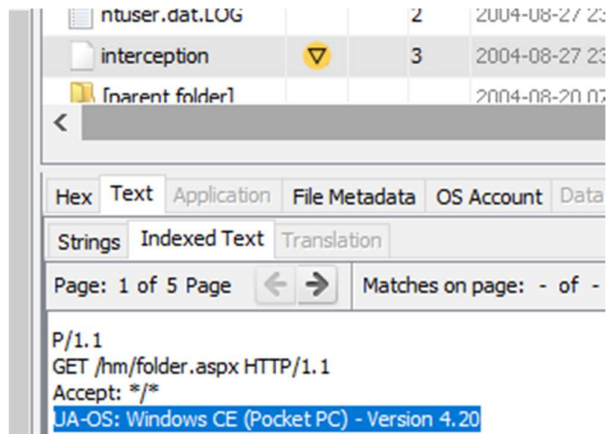 ntuser.dat.LOG 2 2004-08-27 23
interception 3 2004-08-27 23
[parent folder] 2004-08-20 07
Hex Text Application File Metadata OS Account Data
Strings Indexed Text Translation
Page: 1 of 5 Page Matches on page: - of -
P/1.1
GET /hm/folder.aspx HTTP/1.1
Accept: */*
UA-OS: Windows CE (Pocket PC) - Version 4.20